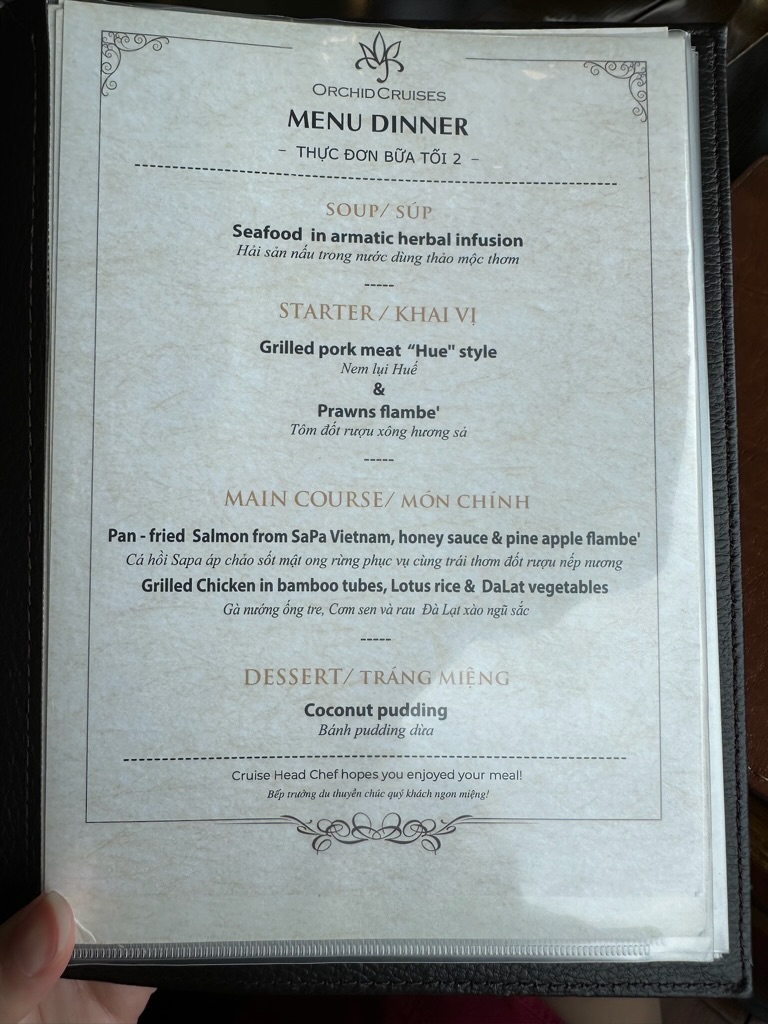 ORCHID CRUISES
MENU DINNER
- THỰC ĐƠN BỮA TỐI 2 -
SOUP/ SÚP
Seafood in armatic herbal infusion
Hải sản nấu trong nước dùng thảo mộc thơm
-----
STARTER / KHAI VỊ
Grilled pork meat “Hue" style
Nem lụi Huế
&
Prawns flambe'
Tôm đốt rượu xông hương sả
-----
MAIN COURSE/ MÓN CHÍNH
Pan - fried Salmon from SaPa Vietnam, honey sauce & pine apple flambe'
Cá hồi Sapa áp chảo sốt mật ong rừng phục vụ cùng trái thơm đốt rượu nếp nương
Grilled Chicken in bamboo tubes, Lotus rice & DaLat vegetables
Gà nướng ống tre, Cơm sen và rau Đà Lạt xào ngũ sắc
-----
DESSERT/ TRÁNG MIỆNG
Coconut pudding
Bánh pudding dừa
Cruise Head Chef hopes you enjoyed your meal!
Bếp trưởng du thuyền chúc quý khách ngon miệng!